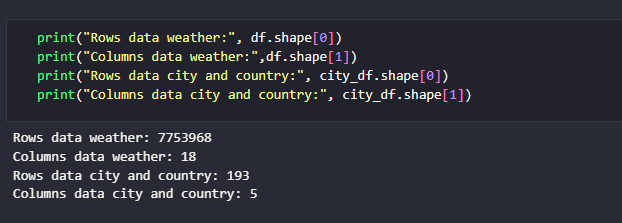 print("Rows data weather:", df.shape[0])
print("Columns data weather:",df.shape[1])
print("Rows data city and country:", city_df.shape[0])
print("Columns data city and country:", city_df.shape[1])
Rows data weather: 7753968
Columns data weather: 18
Rows data city and country: 193
Columns data city and country: 5